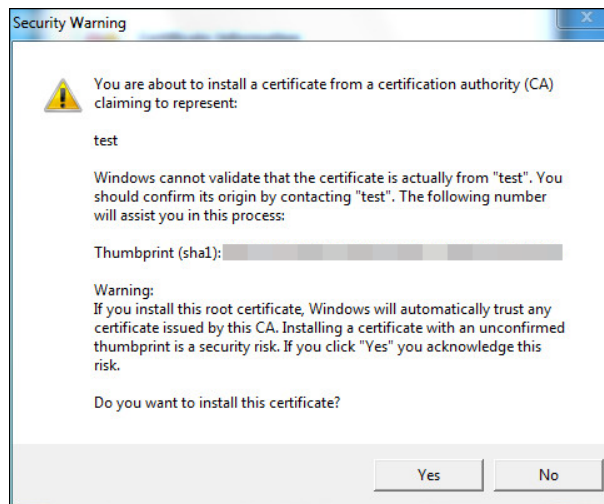 Security Warning
You are about to install a certificate from a certification authority (CA)
claiming to represent:
test
Windows cannot validate that the certificate is actually from "test". You
should confirm its origin by contacting "test". The following number
will assist you in this process:
Thumbprint (sha1):
Warning:
If you install this root certificate, Windows will automatically trust any
certificate issued by this CA. Installing a certificate with an unconfirmed
thumbprint is a security risk. If you click "Yes" you acknowledge this
risk.
Do you want to install this certificate?
Yes
No